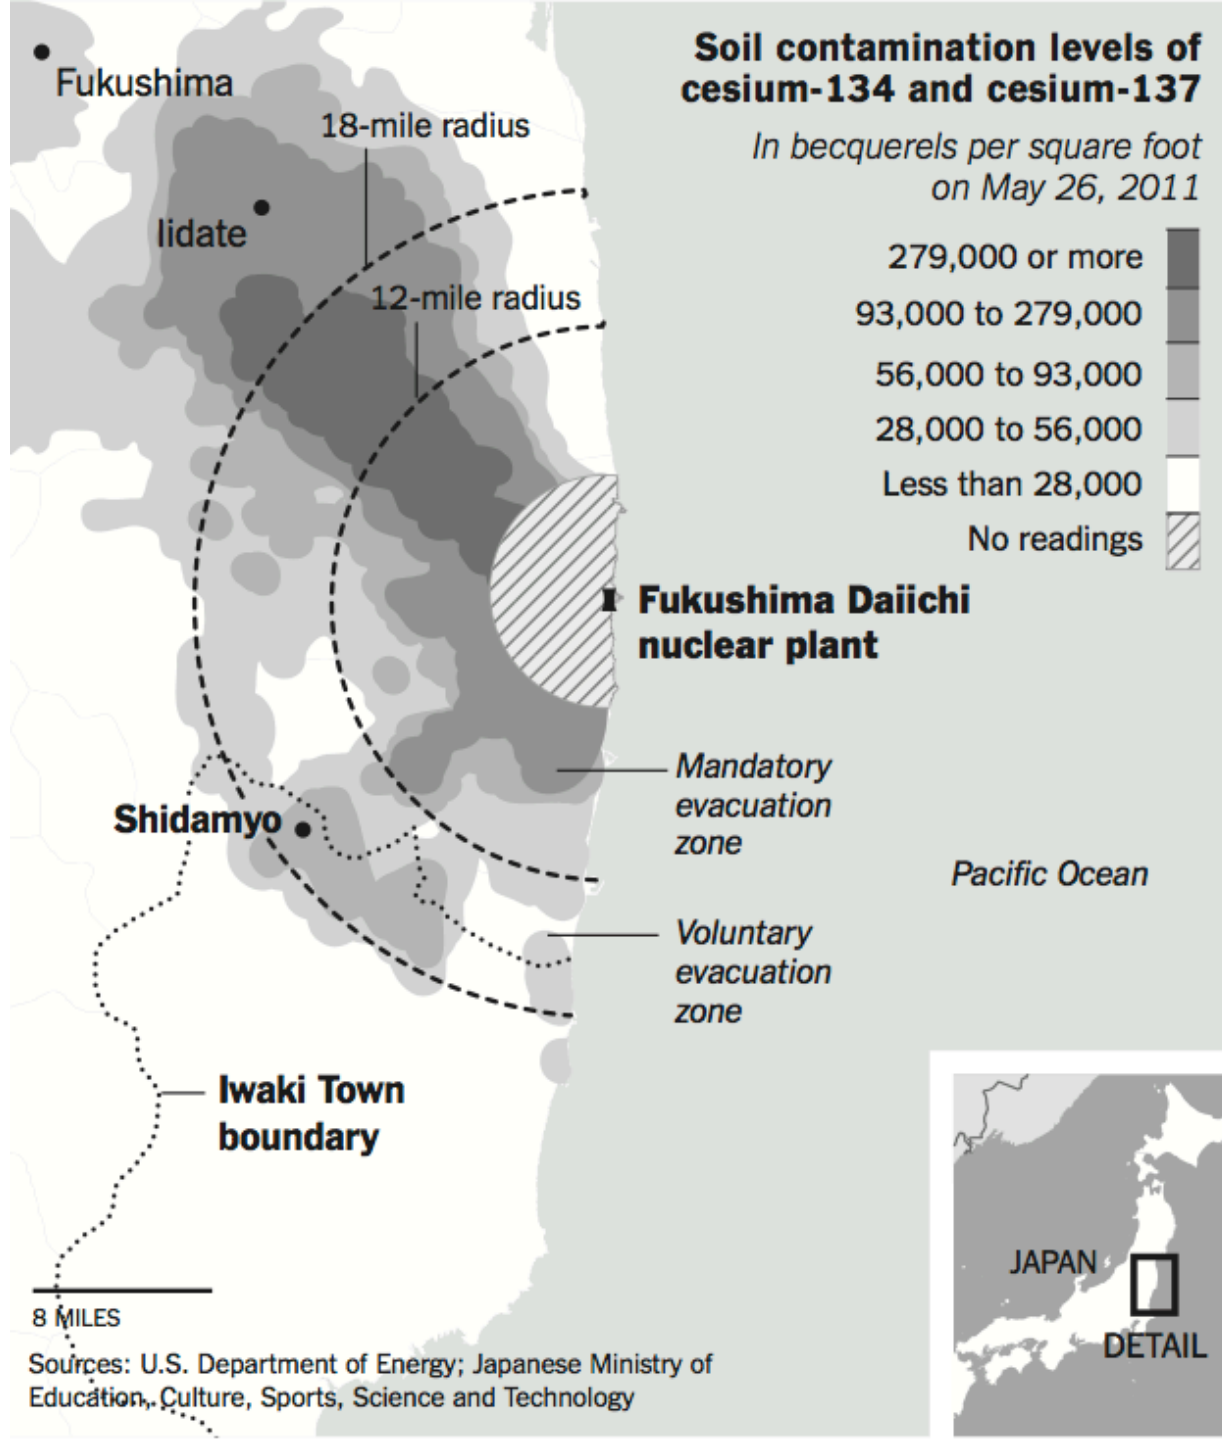 Soil contamination levels of
cesium-134 and cesium-137
In becquerels per square foot
on May 26, 2011
279,000 or more
93,000 to 279,000
56,000 to 93,000
28,000 to 56,000
Less than 28,000
No readings
Fukushima
18-mile radius
Iidate
12-mile radius
Fukushima Daiichi
nuclear plant
Mandatory
evacuation
zone
Shidamyo
Pacific Ocean
Voluntary
evacuation
zone
Iwaki Town
boundary
JAPAN
DETAIL
8 MILES
Sources: U.S. Department of Energy; Japanese Ministry of
Education, Culture, Sports, Science and Technology